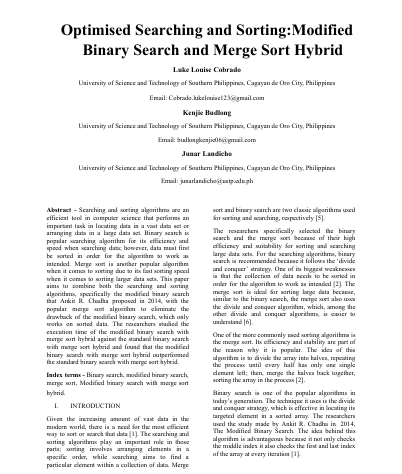 Optimised Searching and Sorting:Modified
Binary Search and Merge Sort Hybrid
Luke Louise Cobrado
University of Science and Technology of Southern Philippines, Cagayan de Oro City, Philippines
Email: Cobrado.lukelouise123@gmail.com
Kenjie Budlong
University of Science and Technology of Southern Philippines, Cagayan de Oro City, Philippines
Email: budlongkenjie06@gmail.com
Junar Landicho
University of Science and Technology of Southern Philippines, Cagayan de Oro City, Philippines
Email: junarlandicho@ustp.edu.ph
Abstract - Searching and sorting algorithms are an
efficient tool in computer science that performs an
important task in locating data in a vast data set or
arranging data in a large data set. Binary search is
popular searching algorithm for its efficiency and
speed when searching data; however, data must first
be sorted in order for the algorithm to work as
intended. Merge sort is another popular algorithm
when it comes to sorting due to its fast sorting speed
when it comes to sorting larger sets. This paper
aims to combine both the searching and sorting
algorithms, specifically the modified binary search
that Ankit R. Chadha proposed in 2014, with the
popular merge sort algorithm to eliminate the
drawback of the modified binary search, which only
works on sorted data. The researchers studied the
execution time of the modified binary search with
merge sort hybrid against the standard binary search
with merge sort hybrid and found that the modified
binary search with merge sort hybrid outperformed
the standard binary search with merge sort hybrid.
Index terms - Binary search, modified binary search,
merge sort, Modified binary search with merge sort
hybrid.
I. INTRODUCTION
Given the increasing amount of vast data in the
modern world, there is a need for the most efficient
way to sort or search that data [1]. The searching and
sorting algorithms play an important role in those
parts; sorting involves arranging elements in a
specific order, while searching aims to find a
particular element within a collection of data. Merge
sort and binary are two classic algorithms used
for sorting and searching, respectively [5].
The researchers specifically selected the binary
search and the merge sort because of their high
efficiency and suitability for sorting and searching
large data sets. For the searching algorithms, binary
search is recommended because it follows the 'divide
and conquer' strategy. One of its biggest weaknesses
is that the collection of data needs to be sorted in
order for the algorithm to work as intended [2]. The
merge sort is ideal for sorting large data because,
similar to the binary search, the merge sort also uses
the divide and conquer algorithm, which, among the
other divide and conquer algorithms, is easier to
understand [6].
One of the more commonly used sorting algorithms is
the merge sort. Its efficiency and stability are part of
the reason why it is popular. The idea of this
algorithm is to divide the array into halves, repeating
the process until every half has only one single
element left; then, merge the halves back together,
sorting the array in the process [2].
Binary search is one of the popular algorithms in
today's generation. The technique it uses is the divide
and conquer strategy, which is effective in locating its
targeted element in a sorted array. The researchers
used the study made by Ankit R. Chadha in 2014,
The Modified Binary Search. The idea behind the
algorithm is advantageous because it not only checks
the middle index it also checks the first and last index
of the array at every iteration [1].